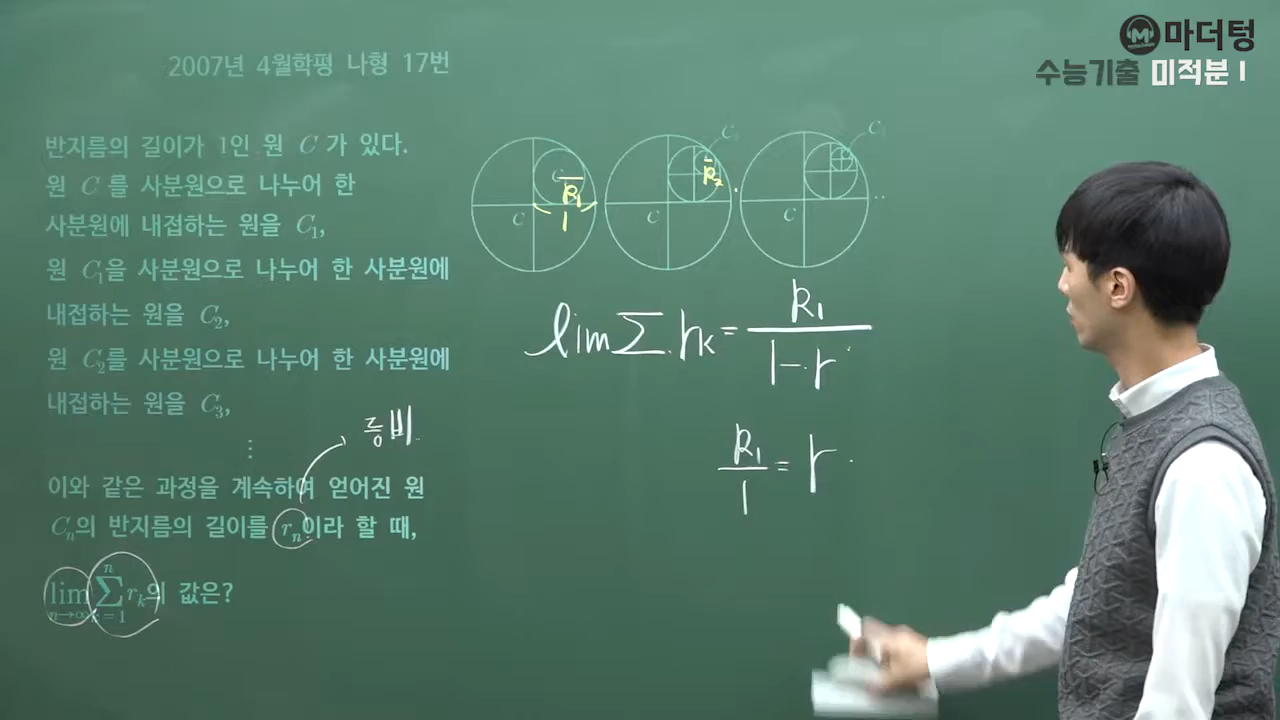 마더텅
수능기출 미적분 I
2007년 4월학평 나형 17번
반지름의 길이가 1인 원 C 가 있다.
원 C 를 사분원으로 나누어 한
사분원에 내접하는 원을 C₁,
원 C₁을 사분원으로 나누어 한 사분원에
내접하는 원을 C₂,
원 C₂를 사분원으로 나누어 한 사분원에
내접하는 원을 C₃,
⋮
등비
이와 같은 과정을 계속하여 얻어진 원
Cₙ의 반지름의 길이를 rₙ이라 할 때,
lim n→∞ ∑ k=1 n rₖ의 값은?
C R₁ 1
C R₂
C
lim ∑ rₖ = R₁ / 1-r
R₁ / 1 = r